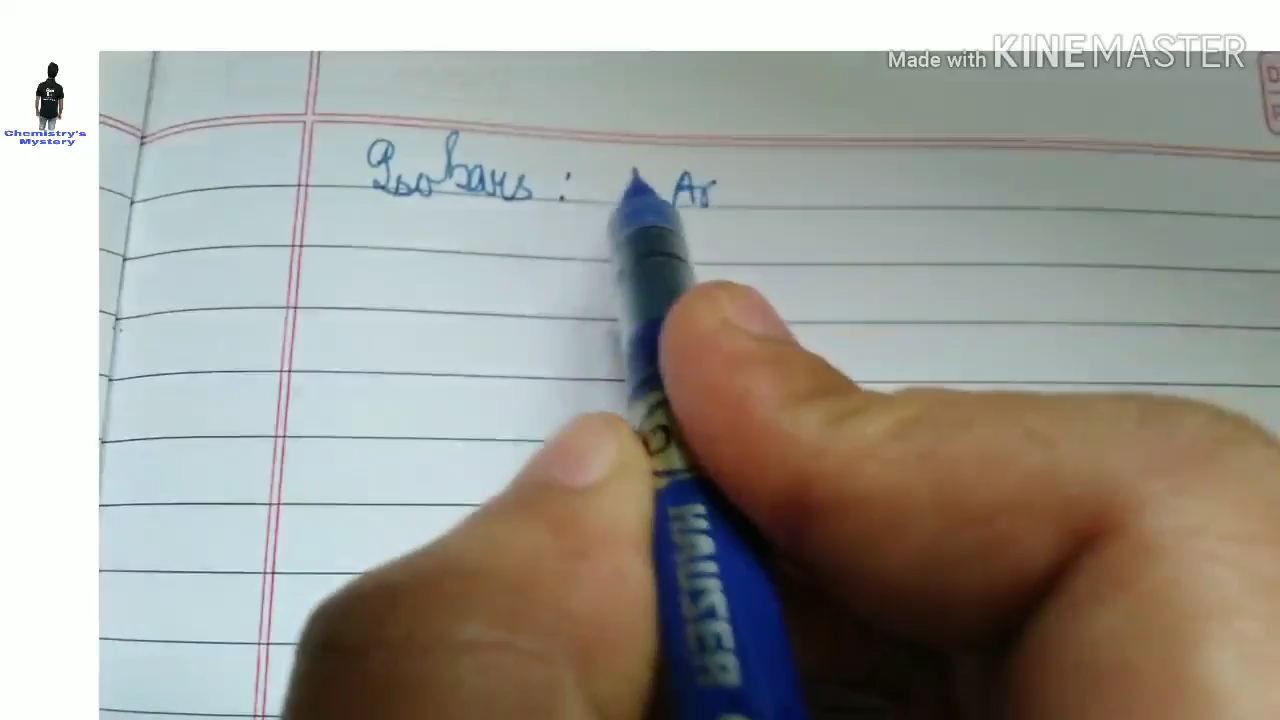 Made with KINEMASTER
Chemistry's
Mystery
Isobars : Ar
HAUSER